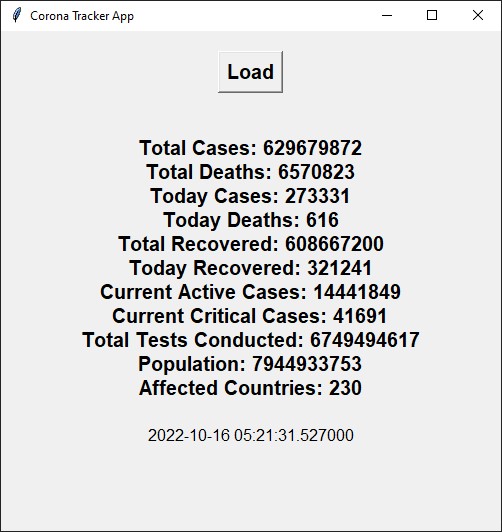 Corona Tracker App
Load
Total Cases: 629679872
Total Deaths: 6570823
Today Cases: 273331
Today Deaths: 616
Total Recovered: 608667200
Today Recovered: 321241
Current Active Cases: 14441849
Current Critical Cases: 41691
Total Tests Conducted: 6749494617
Population: 7944933753
Affected Countries: 230
2022-10-16 05:21:31.527000